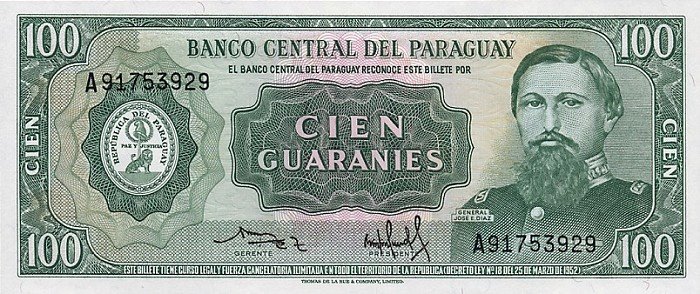 100
100
BANCO CENTRAL DEL PARAGUAY
EL BANCO CENTRAL DEL PARAGUAY RECONOCE ESTE BILLETE POR
A91753929
REPUBLICA DEL PARAGUAY
PAZ Y JUSTICIA
CIEN
CIEN
CIEN
GUARANIES
GENERAL
JOSE E. DIAZ
A91753929
GERENTE
PRESIDENTE
100
100
ESTE BILLETE TIENE CURSO LEGAL Y FUERZA CANCELATORIA ILIMITADA EN TODO EL TERRITORIO DE LA REPUBLICA (DECRETO LEY Nº 18 DEL 25 DE MARZO DE 1952)
THOMAS DE LA RUE & COMPANY, LIMITED.